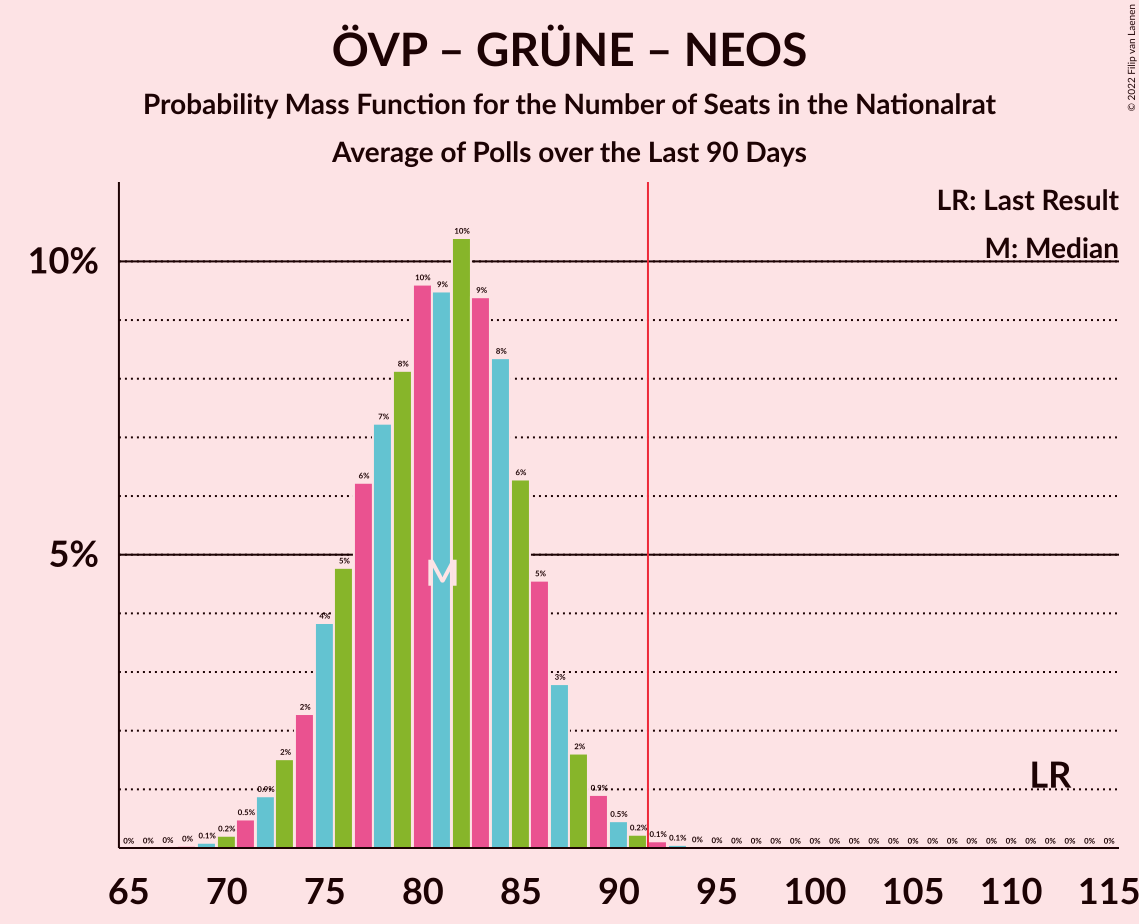 ÖVP – GRÜNE – NEOS
Probability Mass Function for the Number of Seats in the Nationalrat
Average of Polls over the Last 90 Days
© 2022 Filip van Laenen
LR: Last Result
M: Median
10%
5%
0% 0% 0% 0% 0.1% 0.2% 0.5% 0.9% 2% 2% 4% 5% 6% 7% 8% 10% 9% 10% 9% 8% 6% 5% 3% 2% 0.9% 0.5% 0.2% 0.1% 0.1% 0% 0% 0% 0% 0% 0% 0% 0% 0% 0% 0% 0% 0% 0% 0% 0% 0% 0% 0% 0% 0% 0%
M
LR
65 70 75 80 85 90 95 100 105 110 115